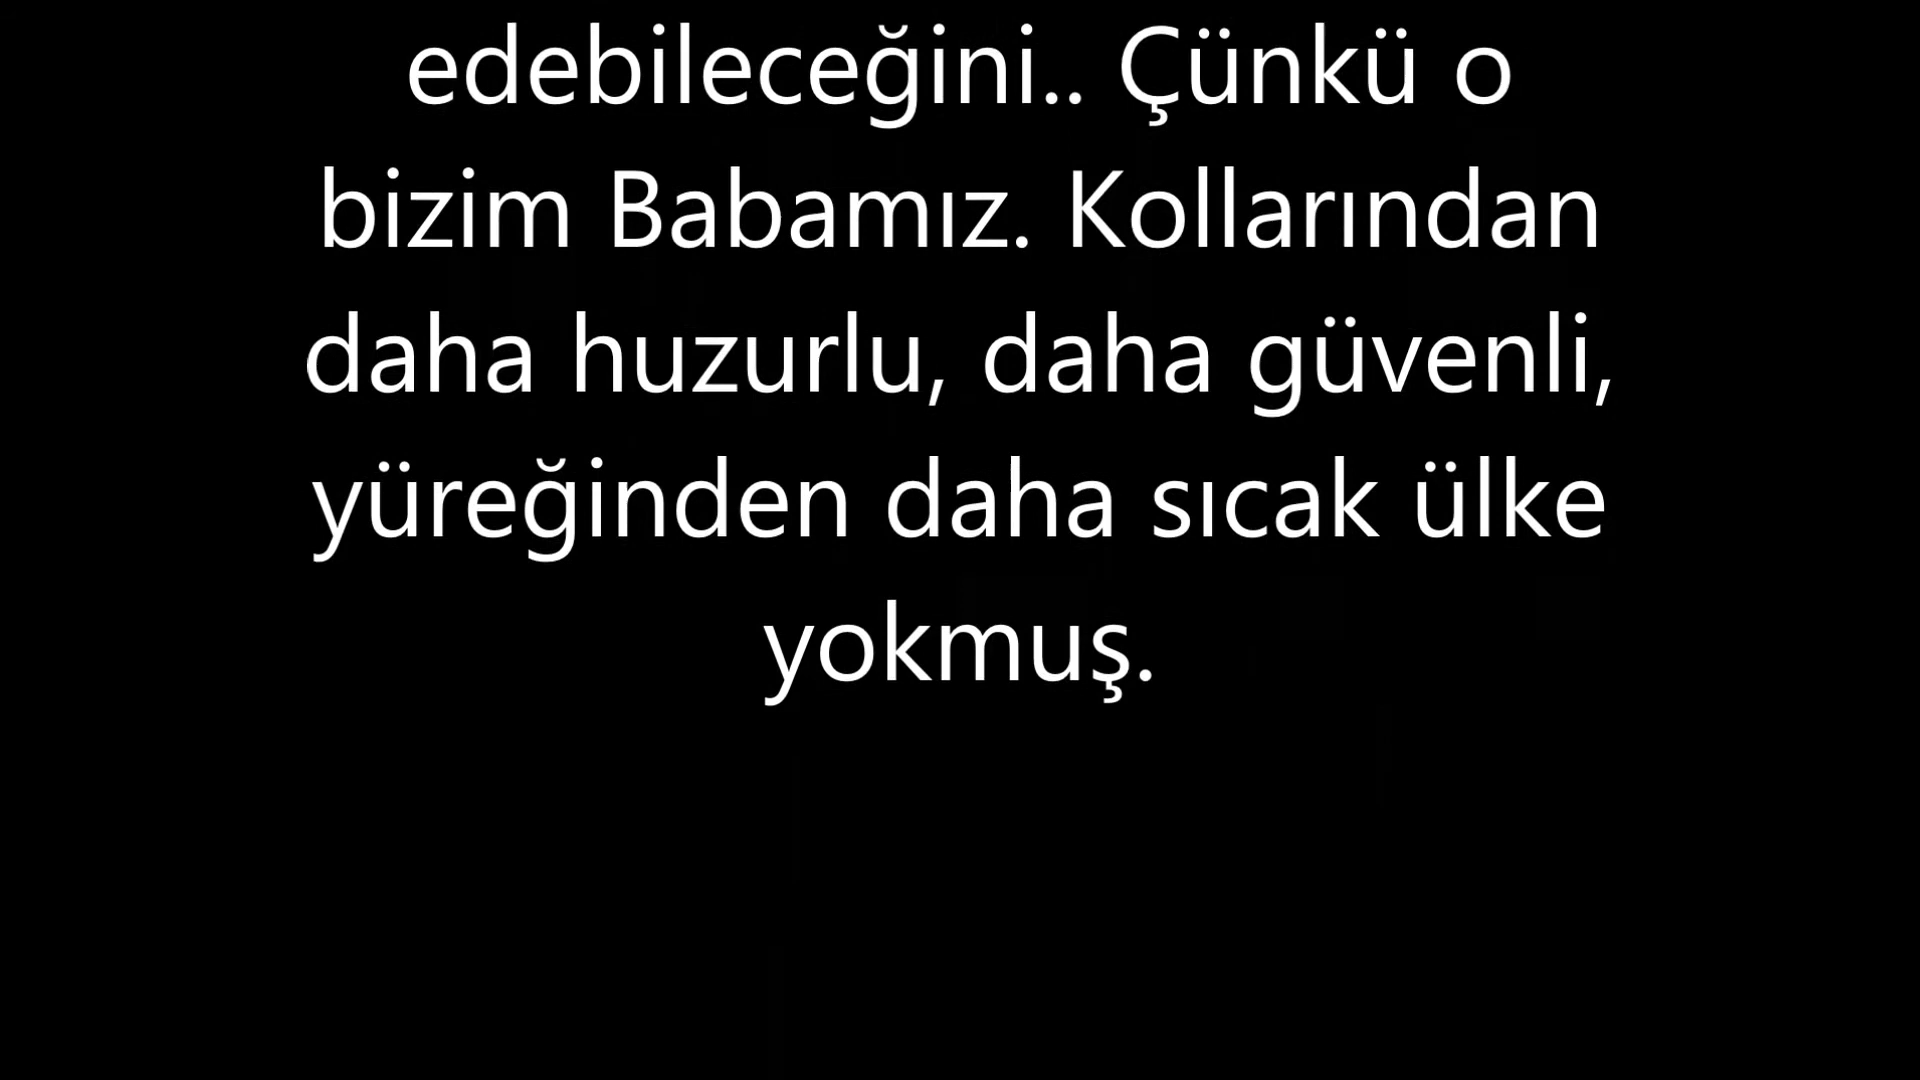 edebileceğini.. Çünkü o
bizim Babamız. Kollarından
daha huzurlu, daha güvenli,
yüreğinden daha sıcak ülke
yokmuş.